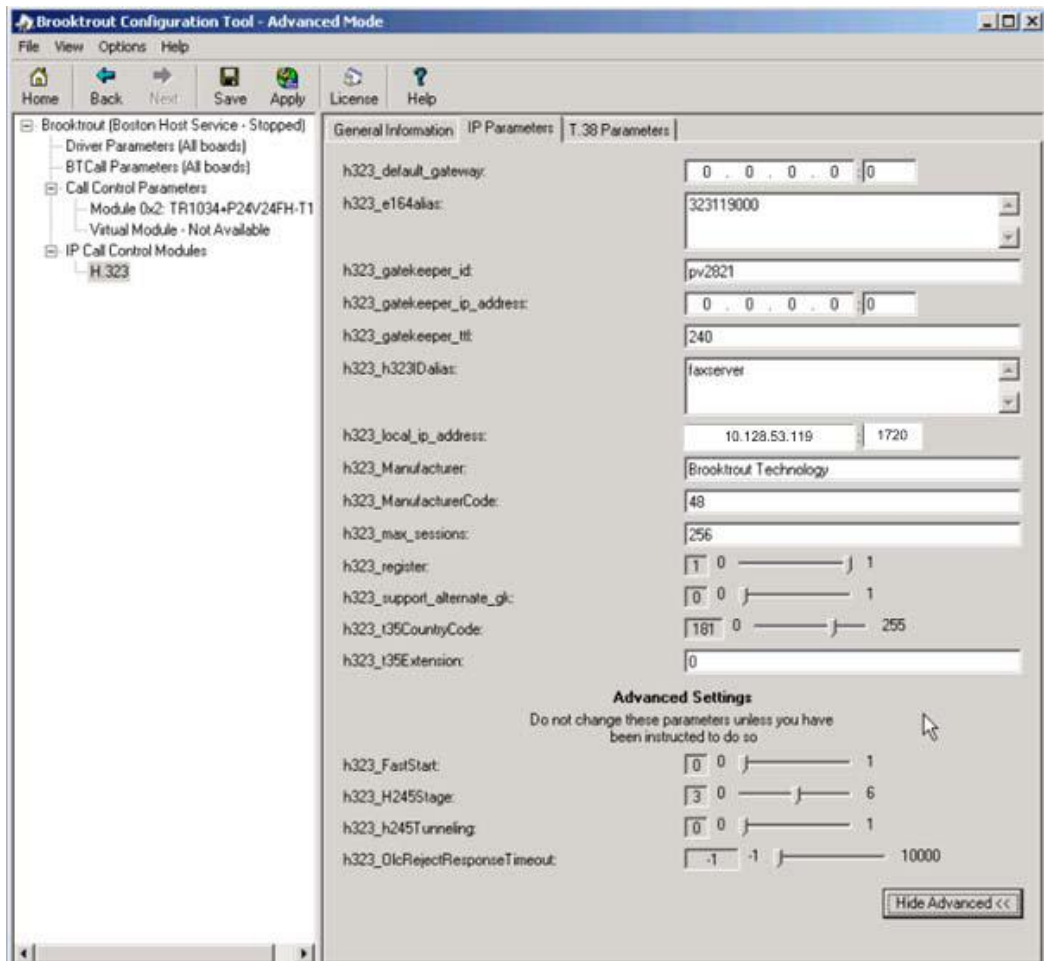 Brooktrout Configuration Tool - Advanced Mode
File View Options Help
Home Back Next Save Apply License Help
Brooktrout (Boston Host Service - Stopped)
Driver Parameters (All boards)
BTCall Parameters (All boards)
Call Control Parameters
Module 0x2: TR1034+P24V24FH-T1
Virtual Module - Not Available
IP Call Control Modules
H.323
General Information IP Parameters T.38 Parameters
h323_default_gateway: 0 . 0 . 0 . 0 :0
h323_e164alias: 323119000
h323_gatekeeper_id: pv2821
h323_gatekeeper_ip_address: 0 . 0 . 0 . 0 :0
h323_gatekeeper_ttl: 240
h323_h323IDalias: faxserver
h323_local_ip_address: 10.128.53.119 : 1720
h323_Manufacturer: Brooktrout Technology
h323_ManufacturerCode: 48
h323_max_sessions: 256
h323_register: 1 0 1
h323_support_alternate_gk: 0 0 1
h323_t35CountryCode: 181 0 255
h323_t35Extension: 0
Advanced Settings
Do not change these parameters unless you have
been instructed to do so
h323_FastStart: 0 0 1
h323_H245Stage: 3 0 6
h323_h245Tunneling: 0 0 1
h323_OlcRejectResponseTimeout: -1 -1 10000
Hide Advanced <<